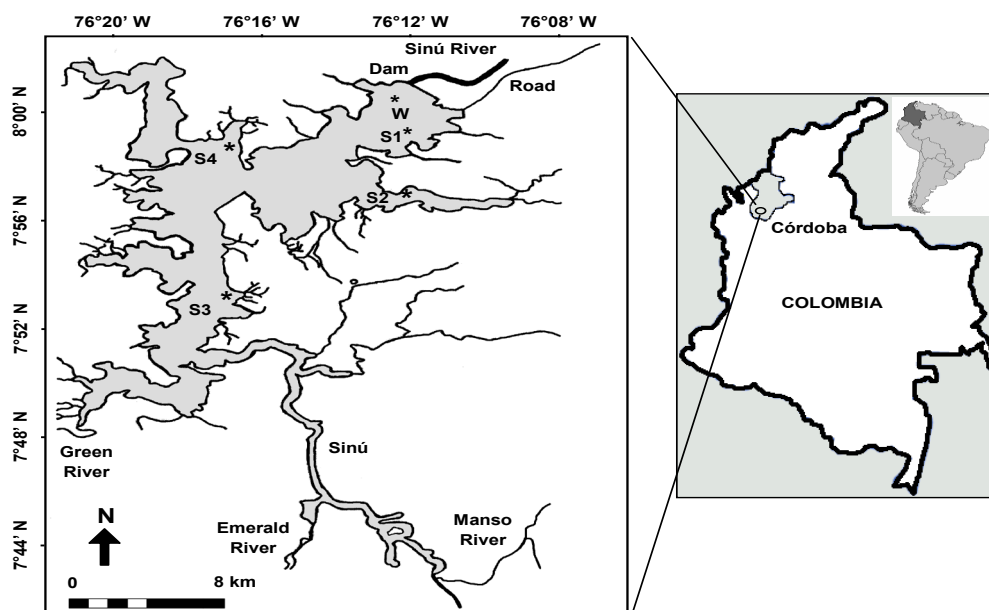 76°20' W 76°16' W 76°12' W 76°08' W
8°00' N
7°56' N
7°52' N
7°48' N
7°44' N
Sinú River
Dam
Road
W
S1*
S4
S2
S3
Green
River
Sinú
Emerald
River
Manso
River
N
0 8 km
Córdoba
COLOMBIA